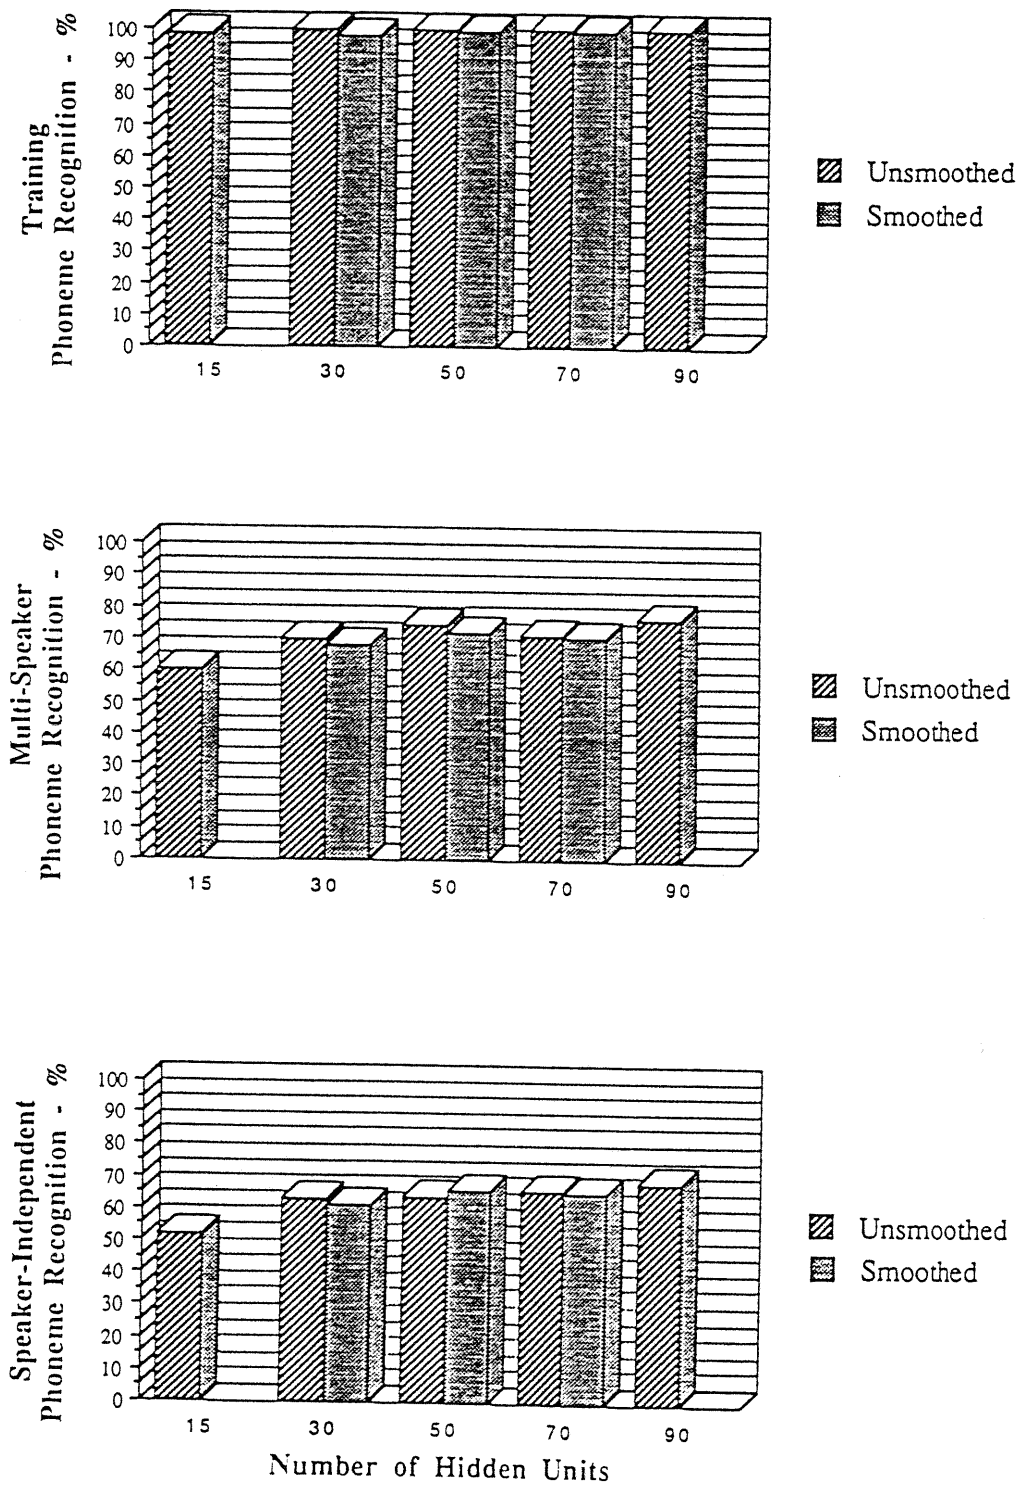 Training
Phoneme Recognition - %
100
90
80
70
60
50
40
30
20
10
0
15 30 50 70 90
Unsmoothed
Smoothed
Multi-Speaker
Phoneme Recognition - %
100
90
80
70
60
50
40
30
20
10
0
15 30 50 70 90
Unsmoothed
Smoothed
Speaker-Independent
Phoneme Recognition - %
100
90
80
70
60
50
40
30
20
10
0
15 30 50 70 90
Unsmoothed
Smoothed
Number of Hidden Units